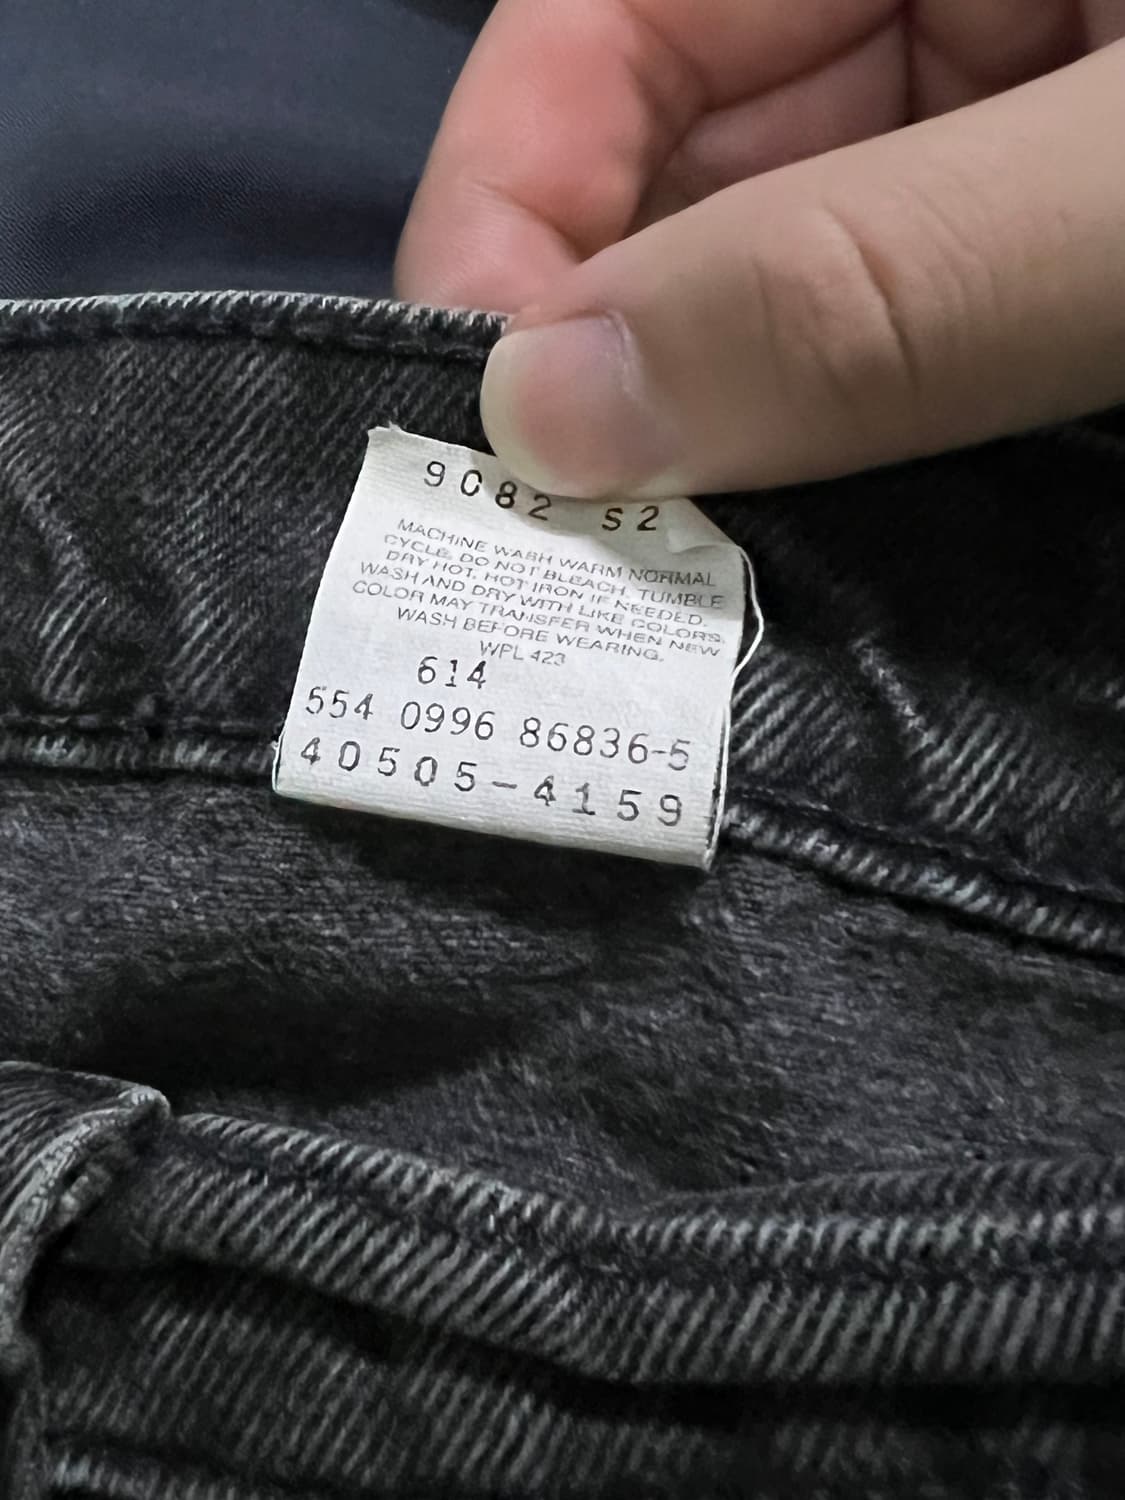 9082 S2
MACHINE WASH WARM NORMAL
CYCLE. DO NOT BLEACH. TUMBLE
DRY HOT. HOT IRON IF NEEDED.
WASH AND DRY WITH LIKE COLORS.
COLOR MAY TRANSFER WHEN NEW
WASH BEFORE WEARING.
WPL 423
614
554 0996 86836-5
40505-4159